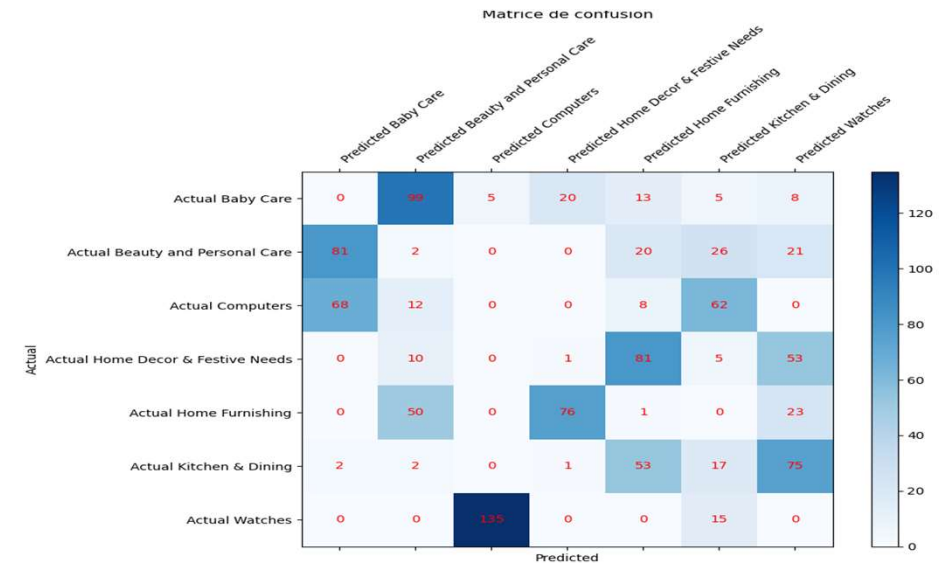 Matrice de confusion
Predicted Baby Care
Predicted Beauty and Personal Care
Predicted Computers
Predicted Home Decor & Festive Needs
Predicted Home Furnishing
Predicted Kitchen & Dining
Predicted Watches
Actual Baby Care 0 99 5 20 13 5 8
Actual Beauty and Personal Care 81 2 0 0 20 26 21
Actual Computers 68 12 0 0 8 62 0
Actual Home Decor & Festive Needs 0 10 0 1 81 5 53
Actual Home Furnishing 0 50 0 76 1 0 23
Actual Kitchen & Dining 2 2 0 1 53 17 75
Actual Watches 0 0 135 0 0 15 0
Actual
Predicted
120
100
80
60
40
20
0